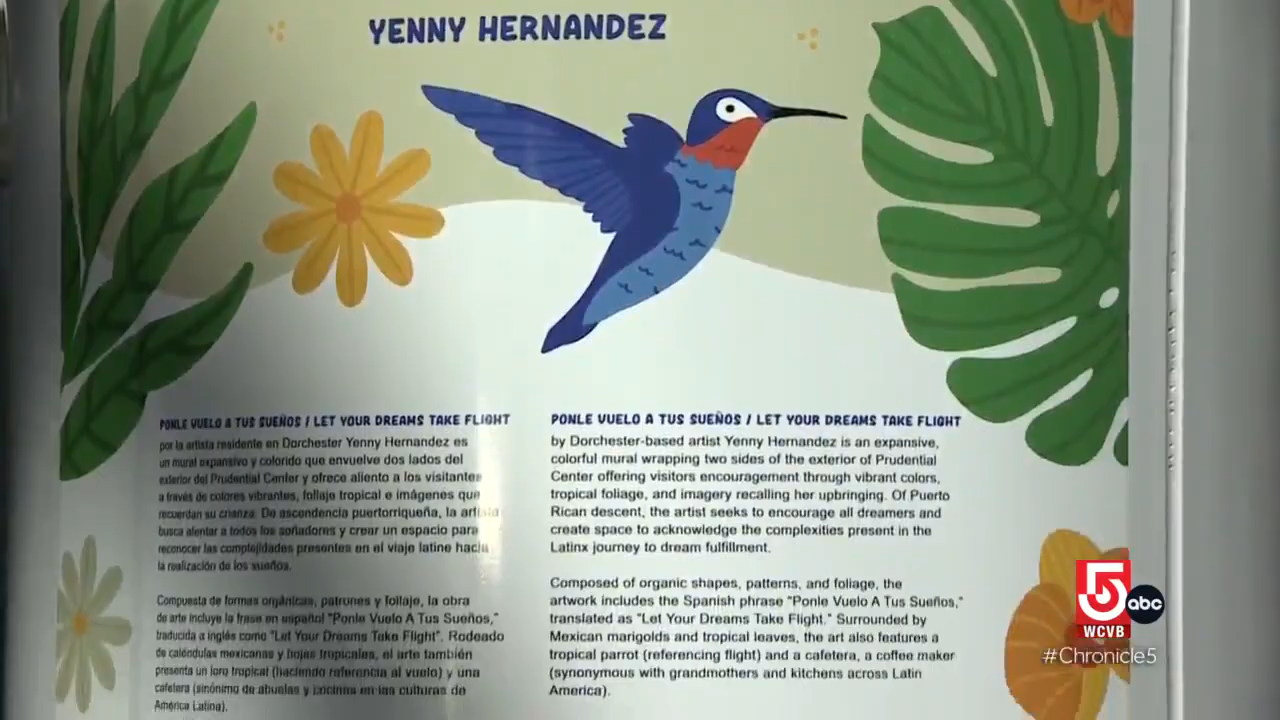 YENNY HERNANDEZ
PONLE VUELO A TUS SUEÑOS / LET YOUR DREAMS TAKE FLIGHT
por la artista residente en Dorchester Yenny Hernandez es
un mural expansivo y colorido que envuelve dos lados del
exterior del Prudential Center y ofrece aliento a los visitantes
a través de colores vibrantes, follaje tropical e imágenes que
recuerdan su crianza. De ascendencia puertorriqueña, la artista
busca alentar a todos los soñadores y crear un espacio para
reconocer las complejidades presentes en el viaje latine hacia
la realización de los sueños.
Compuesta de formas orgánicas, patrones y follaje, la obra
de arte incluye la frase en español "Ponle Vuelo A Tus Sueños,"
traducida a inglés como "Let Your Dreams Take Flight". Rodeado
de caléndulas mexicanas y hojas tropicales, el arte también
presenta un loro tropical (haciendo referencia al vuelo) y una
cafetera (sinónimo de abuelas y cocinas en las culturas de
América Latina).
PONLE VUELO A TUS SUEÑOS / LET YOUR DREAMS TAKE FLIGHT
by Dorchester-based artist Yenny Hernandez is an expansive,
colorful mural wrapping two sides of the exterior of Prudential
Center offering visitors encouragement through vibrant colors,
tropical foliage, and imagery recalling her upbringing. Of Puerto
Rican descent, the artist seeks to encourage all dreamers and
create space to acknowledge the complexities present in the
Latinx journey to dream fulfillment.
Composed of organic shapes, patterns, and foliage, the
artwork includes the Spanish phrase "Ponle Vuelo A Tus Sueños,"
translated as "Let Your Dreams Take Flight." Surrounded by
Mexican marigolds and tropical leaves, the art also features a
tropical parrot (referencing flight) and a cafetera, a coffee maker
(synonymous with grandmothers and kitchens across Latin
America).
5
abc
WCVB
#Chronicle5